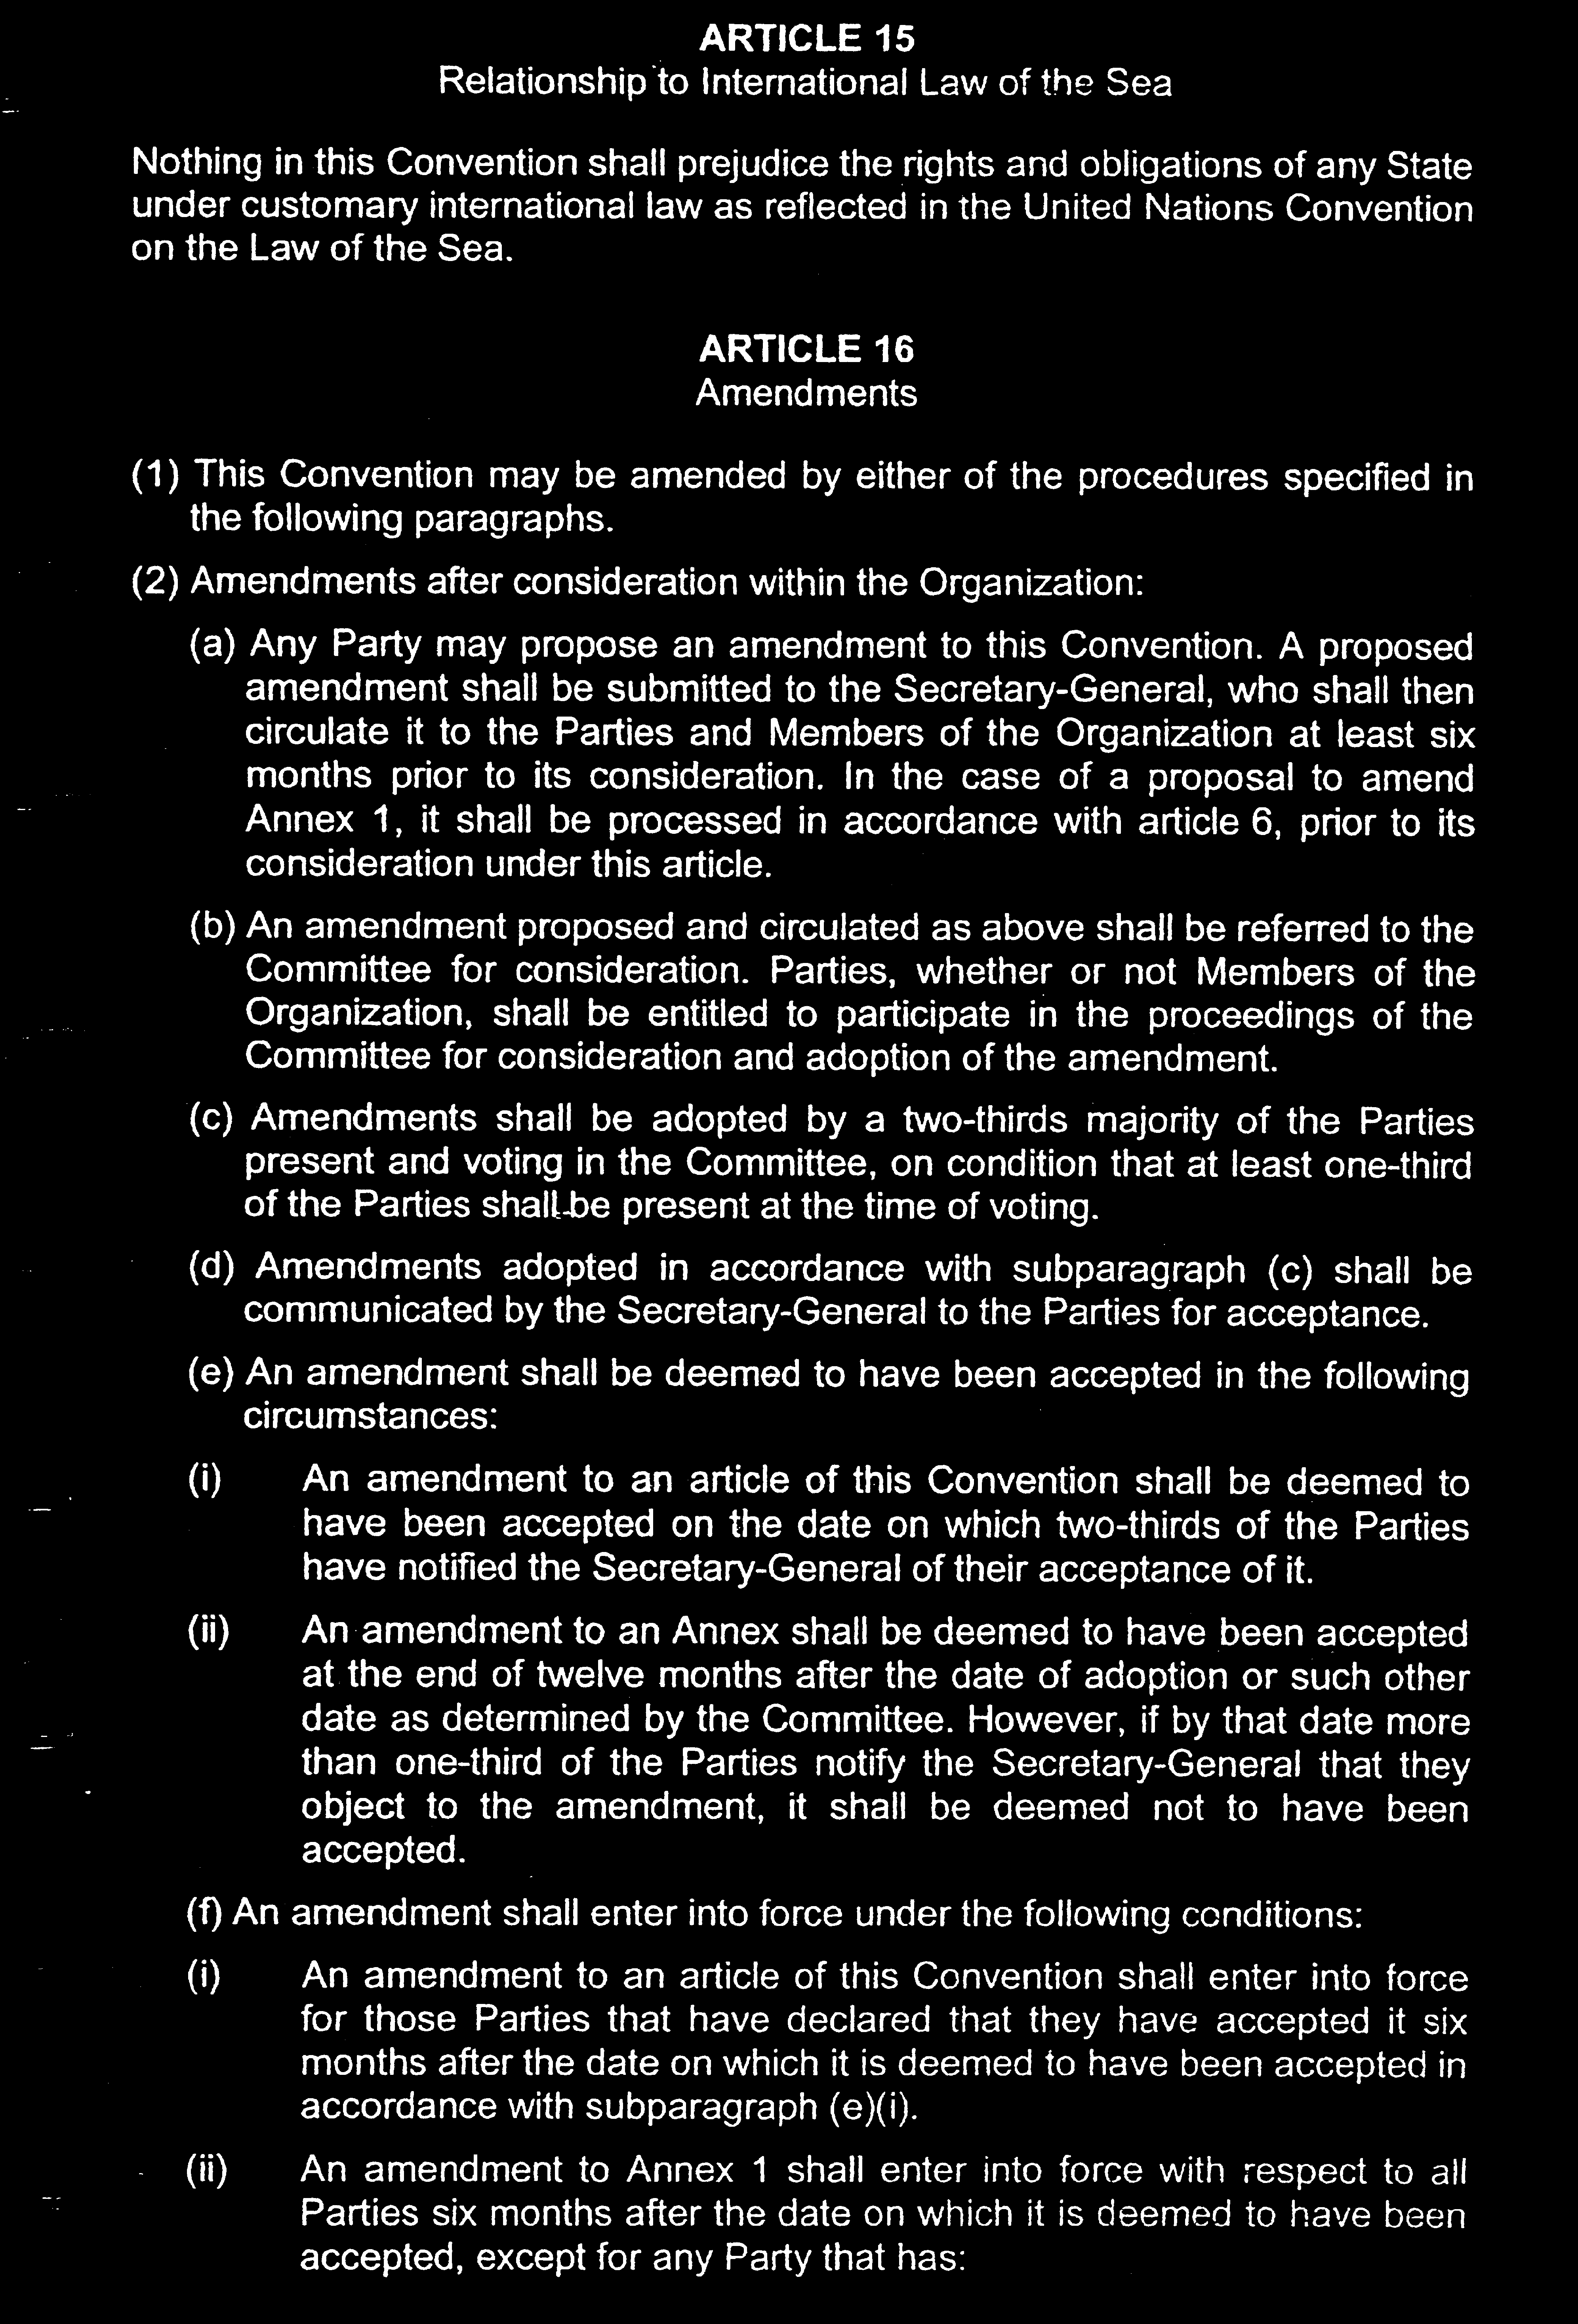 ARTICLE 15
Relationship to International Law of the Sea
Nothing in this Convention shall prejudice the rights and obligations of any State
under customary international law as reflected in the United Nations Convention
on the Law of the Sea.
ARTICLE 16
Amendments
(1) This Convention may be amended by either of the procedures specified in
the following paragraphs.
(2) Amendments after consideration within the Organization:
(a) Any Party may propose an amendment to this Convention. A proposed
amendment shall be submitted to the Secretary-General, who shall then
circulate it to the Parties and Members of the Organization at least six
months prior to its consideration. In the case of a proposal to amend
Annex 1, it shall be processed in accordance with article 6, prior to its
consideration under this article.
(b) An amendment proposed and circulated as above shall be referred to the
Committee for consideration. Parties, whether or not Members of the
Organization, shall be entitled to participate in the proceedings of the
Committee for consideration and adoption of the amendment.
(c) Amendments shall be adopted by a two-thirds majority of the Parties
present and voting in the Committee, on condition that at least one-third
of the Parties shall be present at the time of voting.
(d) Amendments adopted in accordance with subparagraph (c) shall be
communicated by the Secretary-General to the Parties for acceptance.
(e) An amendment shall be deemed to have been accepted in the following
circumstances:
(i) An amendment to an article of this Convention shall be deemed to
have been accepted on the date on which two-thirds of the Parties
have notified the Secretary-General of their acceptance of it.
(ii) An amendment to an Annex shall be deemed to have been accepted
at the end of twelve months after the date of adoption or such other
date as determined by the Committee. However, if by that date more
than one-third of the Parties notify the Secretary-General that they
object to the amendment, it shall be deemed not to have been
accepted.
(f) An amendment shall enter into force under the following conditions:
(i) An amendment to an article of this Convention shall enter into force
for those Parties that have declared that they have accepted it six
months after the date on which it is deemed to have been accepted in
accordance with subparagraph (e)(i).
(ii) An amendment to Annex 1 shall enter into force with respect to all
Parties six months after the date on which it is deemed to have been
accepted, except for any Party that has: